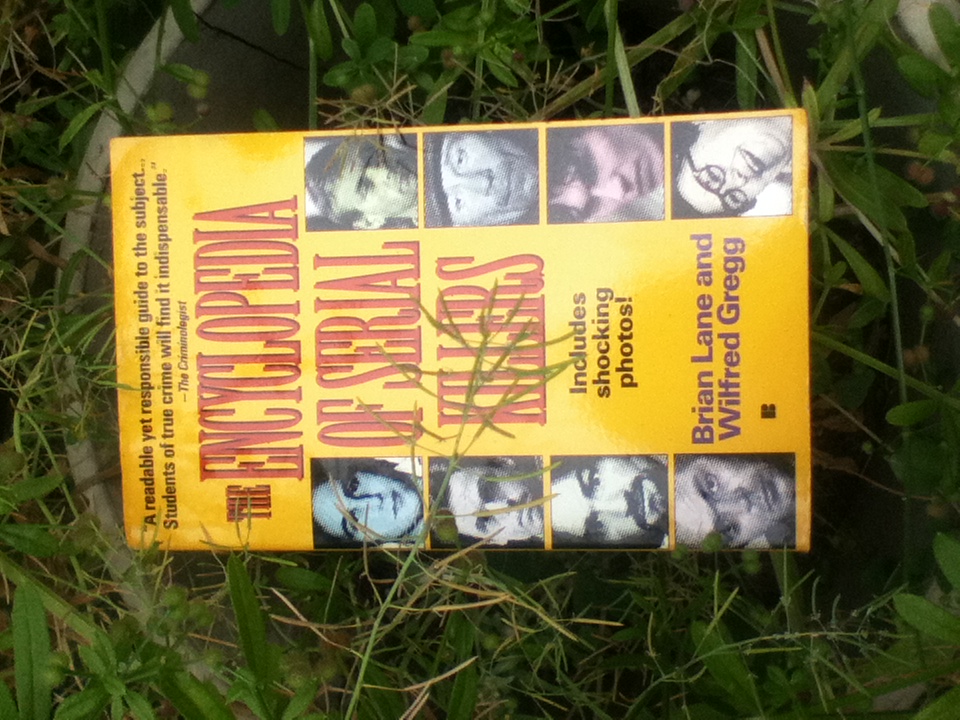 "A readable yet responsible guide to the subject...
Students of true crime will find it indispensable."
—The Criminologist
THE ENCYCLOPEDIA
OF SERIAL
KILLERS
Includes
shocking
photos!
Brian Lane and
Wilfred Gregg
B